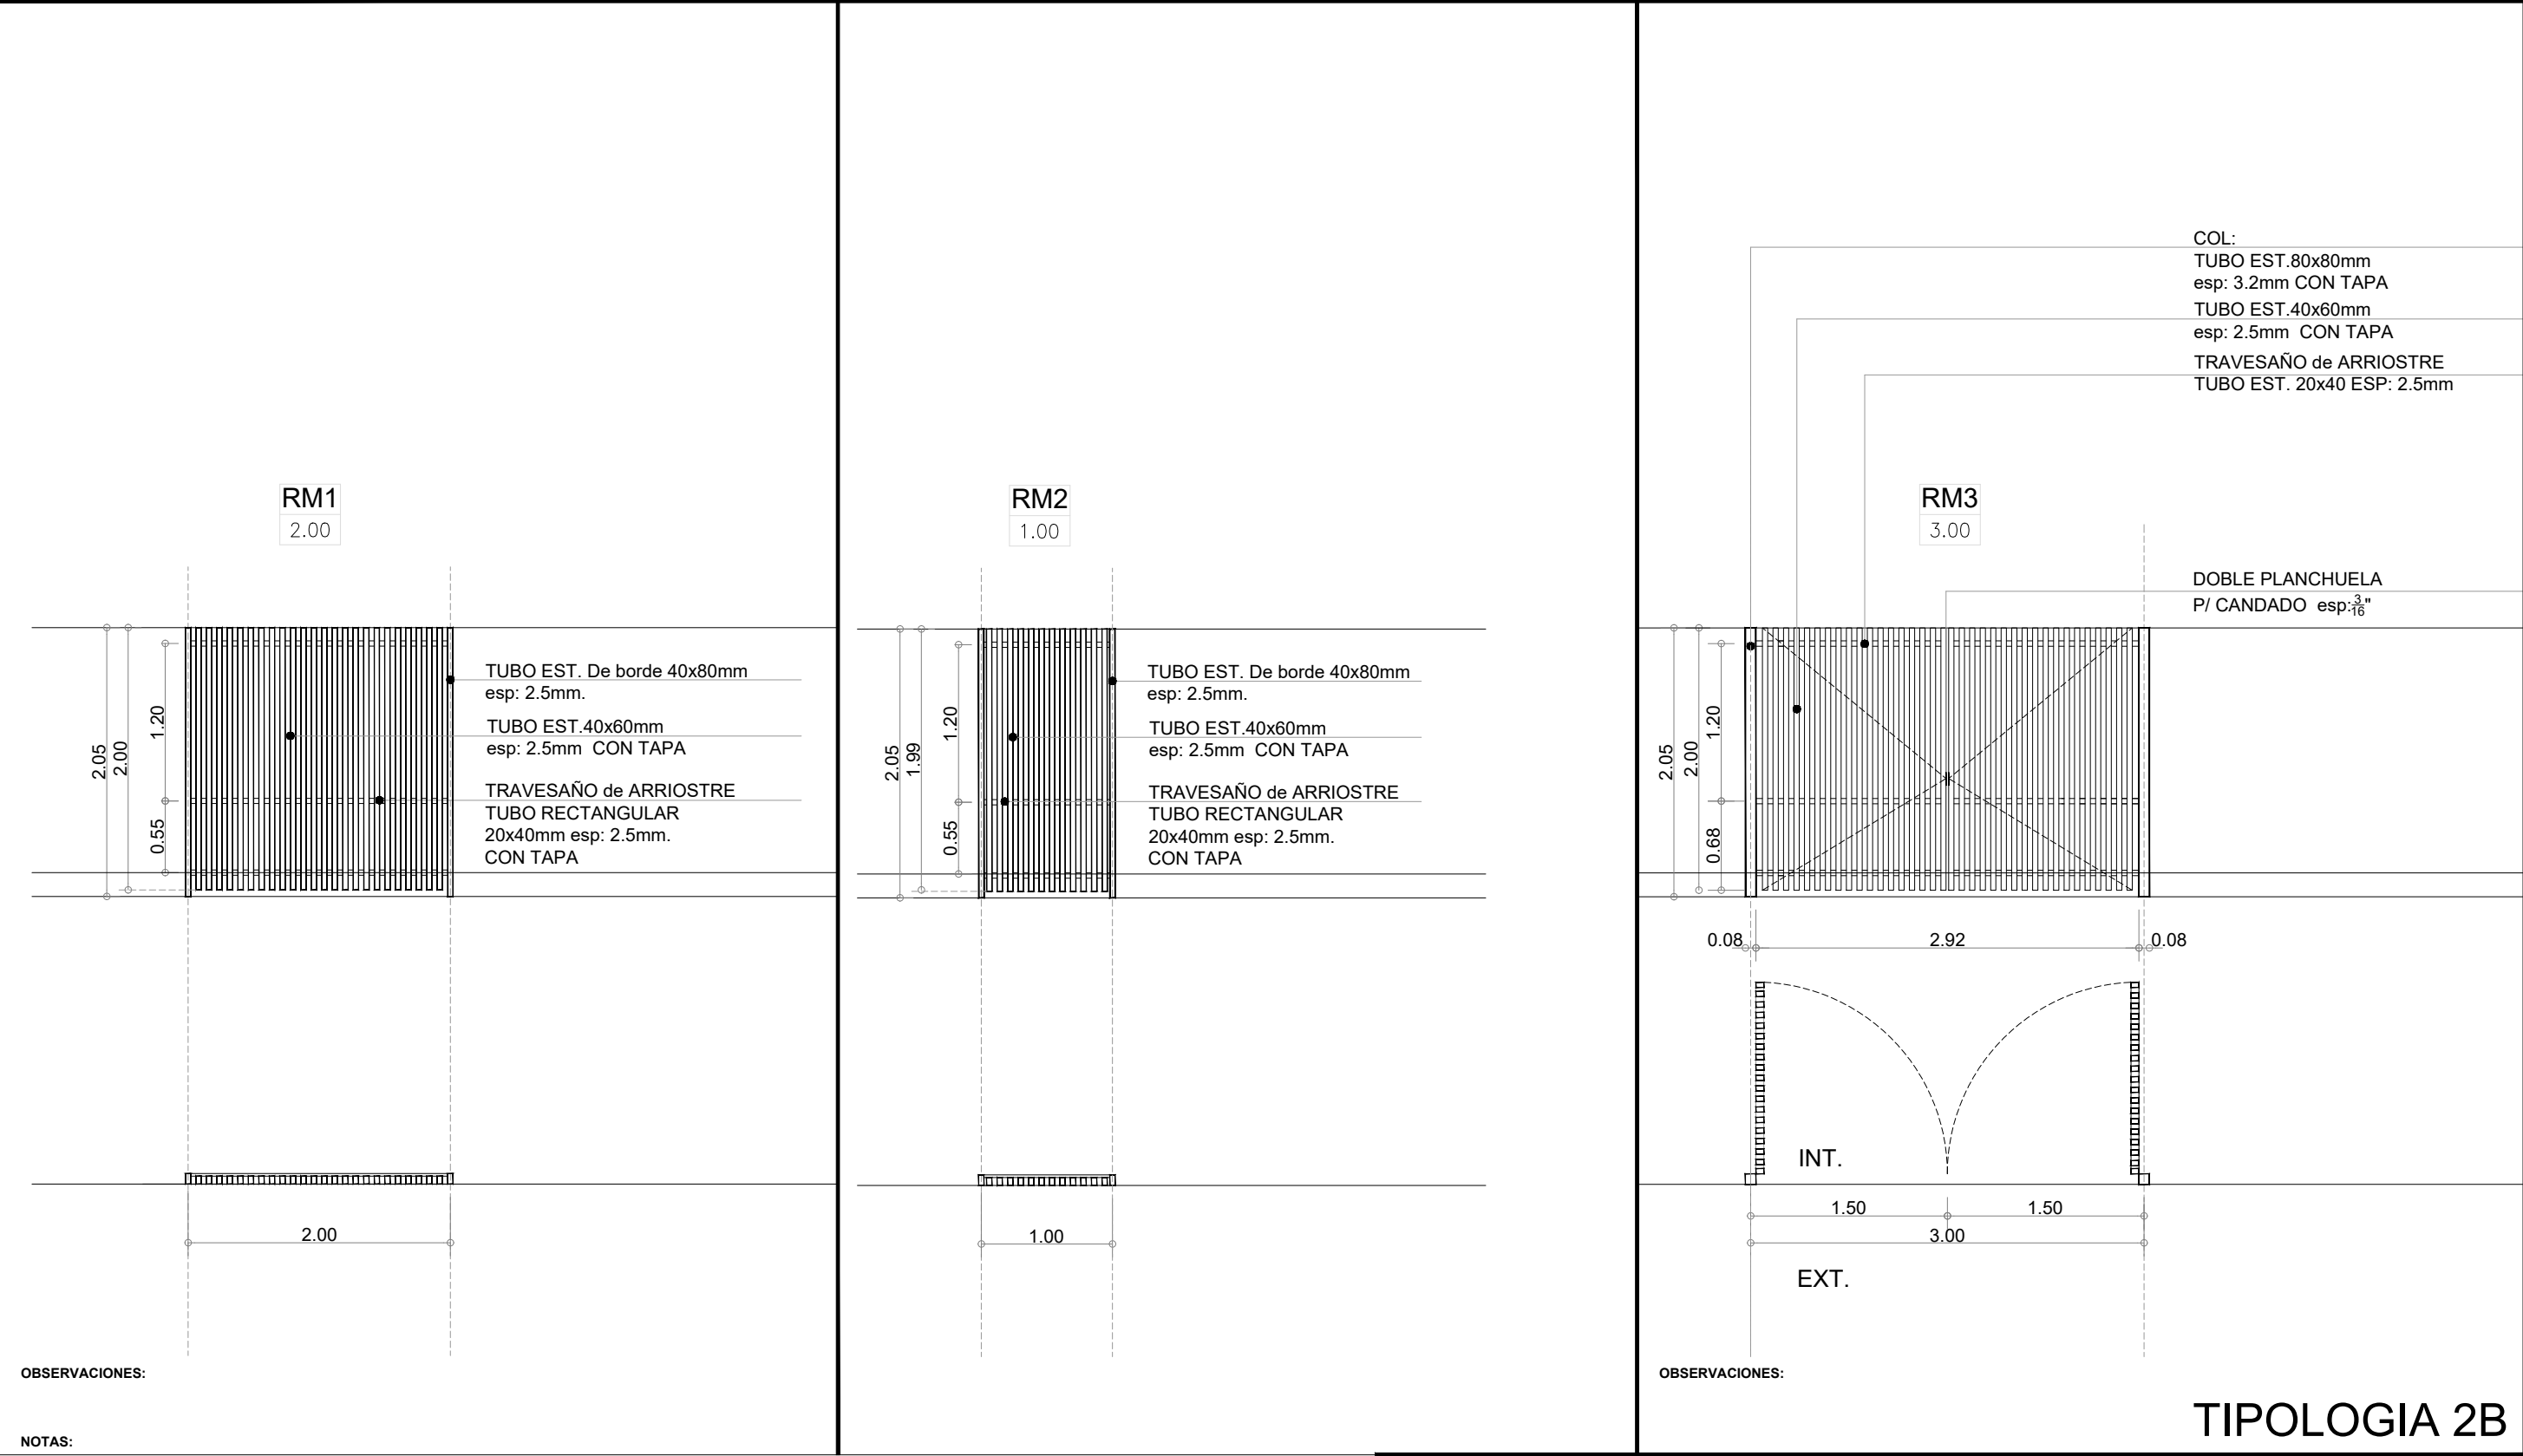 RM1
2.00
2.05
2.00
1.20
0.55
TUBO EST. De borde 40x80mm
esp: 2.5mm.
TUBO EST.40x60mm
esp: 2.5mm  CON TAPA
TRAVESAÑO de ARRIOSTRE
TUBO RECTANGULAR
20x40mm esp: 2.5mm.
CON TAPA
2.00
OBSERVACIONES:
NOTAS:
RM2
1.00
2.05
1.99
1.20
0.55
TUBO EST. De borde 40x80mm
esp: 2.5mm.
TUBO EST.40x60mm
esp: 2.5mm  CON TAPA
TRAVESAÑO de ARRIOSTRE
TUBO RECTANGULAR
20x40mm esp: 2.5mm.
CON TAPA
1.00
COL:
TUBO EST.80x80mm
esp: 3.2mm CON TAPA
TUBO EST.40x60mm
esp: 2.5mm  CON TAPA
TRAVESAÑO de ARRIOSTRE
TUBO EST. 20x40 ESP: 2.5mm
RM3
3.00
DOBLE PLANCHUELA
P/ CANDADO  esp:3/16"
2.05
2.00
1.20
0.68
0.08
2.92
0.08
INT.
1.50
1.50
3.00
EXT.
OBSERVACIONES:
TIPOLOGIA 2B